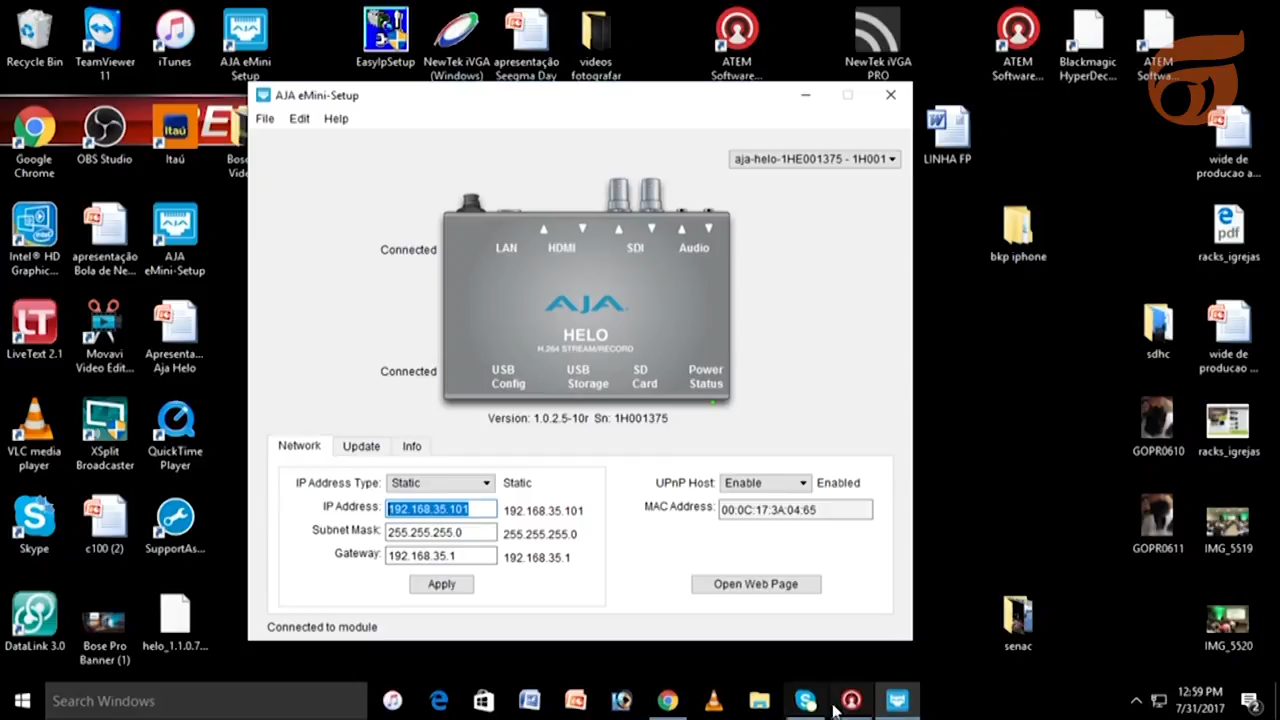 Recycle Bin
TeamViewer 11
iTunes
AJA eMini Setup
EasyIpSetup
NewTek iVGA (Windows)
apresentação Seegma Day
videos fotografar
ATEM Software...
NewTek iVGA PRO
ATEM Software...
Blackmagic HyperDec...
ATEM Softwa...
AJA eMini-Setup
File Edit Help
aja-helo-1HE001375 - 1H001
Google Chrome
OBS Studio
Itaú
Itaú
E
LINHA FP
wide de producao a...
Connected
LAN HDMI SDI Audio
AJA
HELO
H.264 STREAM/RECORD
Connected
USB Config
USB Storage
SD Card
Power Status
Version: 1.0.2.5-10r Sn: 1H001375
Intel® HD Graphic...
apresentação Bola de Ne...
AJA eMini-Setup
bkp iphone
pdf
racks_igrejas
LT
LiveText 2.1
Movavi Video Edit...
Apresenta... Aja Helo
sdhc
wide de producao ...
VLC media player
XSplit Broadcaster
QuickTime Player
GOPR0610
racks_igrejas
Network Update Info
IP Address Type: Static Static
IP Address: 192.168.35.101 192.168.35.101
Subnet Mask: 255.255.255.0 255.255.255.0
Gateway: 192.168.35.1 192.168.35.1
Apply
UPnP Host: Enable Enabled
MAC Address: 00:0C:17:3A:04:65
Open Web Page
Connected to module
Skype
c100 (2)
SupportAs...
GOPR0611
IMG_5519
DataLink 3.0
Bose Pro Banner (1)
helo_1.1.0.7...
senac
IMG_5520
Search Windows
12:59 PM
7/31/2017
2